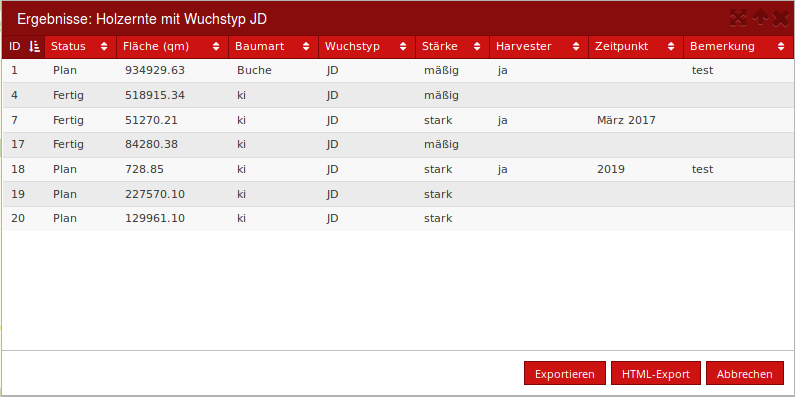 Ergebnisse: Holzernte mit Wuchstyp JD
ID Status Fläche (qm) Baumart Wuchstyp Stärke Harvester Zeitpunkt Bemerkung
1 Plan 934929.63 Buche JD mäßig ja test
4 Fertig 518915.34 ki JD mäßig
7 Fertig 51270.21 ki JD stark ja März 2017
17 Fertig 84280.38 ki JD mäßig
18 Plan 728.85 ki JD stark ja 2019 test
19 Plan 227570.10 ki JD stark
20 Plan 129961.10 ki JD stark
Exportieren HTML-Export Abbrechen